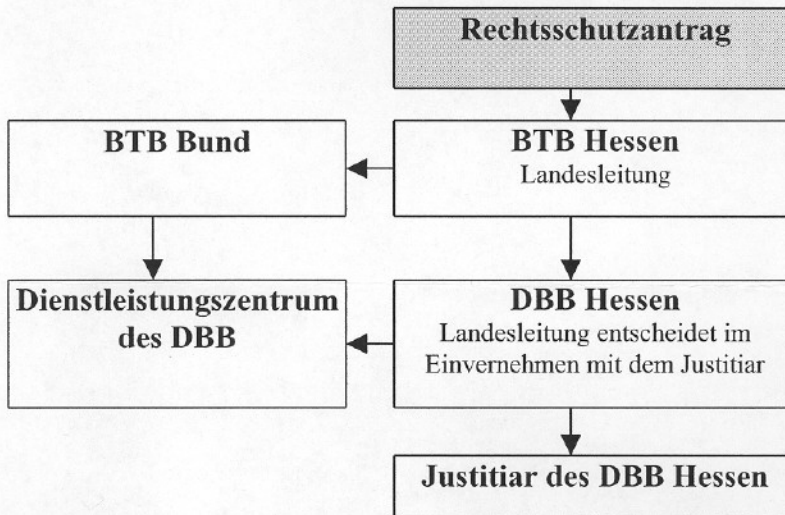 Rechtsschutzantrag
BTB Bund
BTB Hessen
Landesleitung
Dienstleistungszentrum
des DBB
DBB Hessen
Landesleitung entscheidet im
Einvernehmen mit dem Justitiar
Justitiar des DBB Hessen